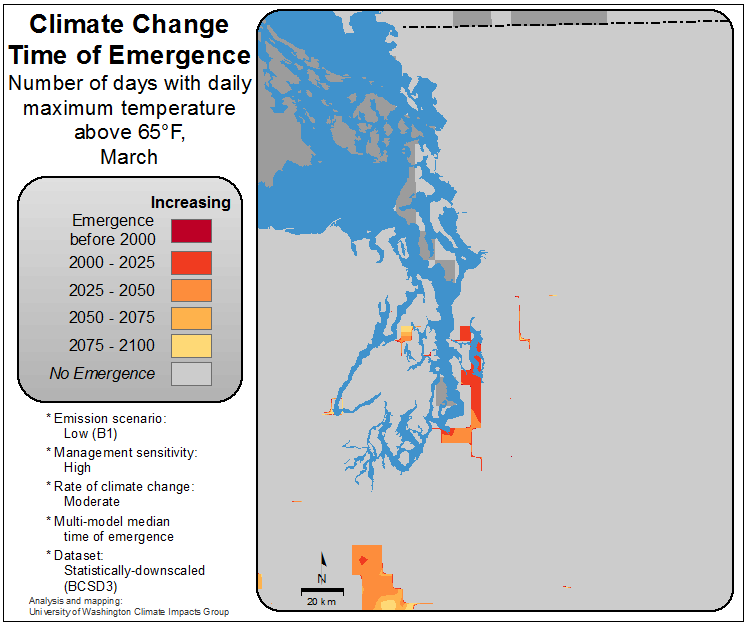 Climate Change
Time of Emergence
Number of days with daily
maximum temperature
above 65°F,
March
Increasing
Emergence
before 2000
2000 - 2025
2025 - 2050
2050 - 2075
2075 - 2100
No Emergence
* Emission scenario:
Low (B1)
* Management sensitivity:
High
* Rate of climate change:
Moderate
* Multi-model median
time of emergence
* Dataset:
Statistically-downscaled
(BCSD3)
Analysis and mapping:
University of Washington Climate Impacts Group
N
20 km